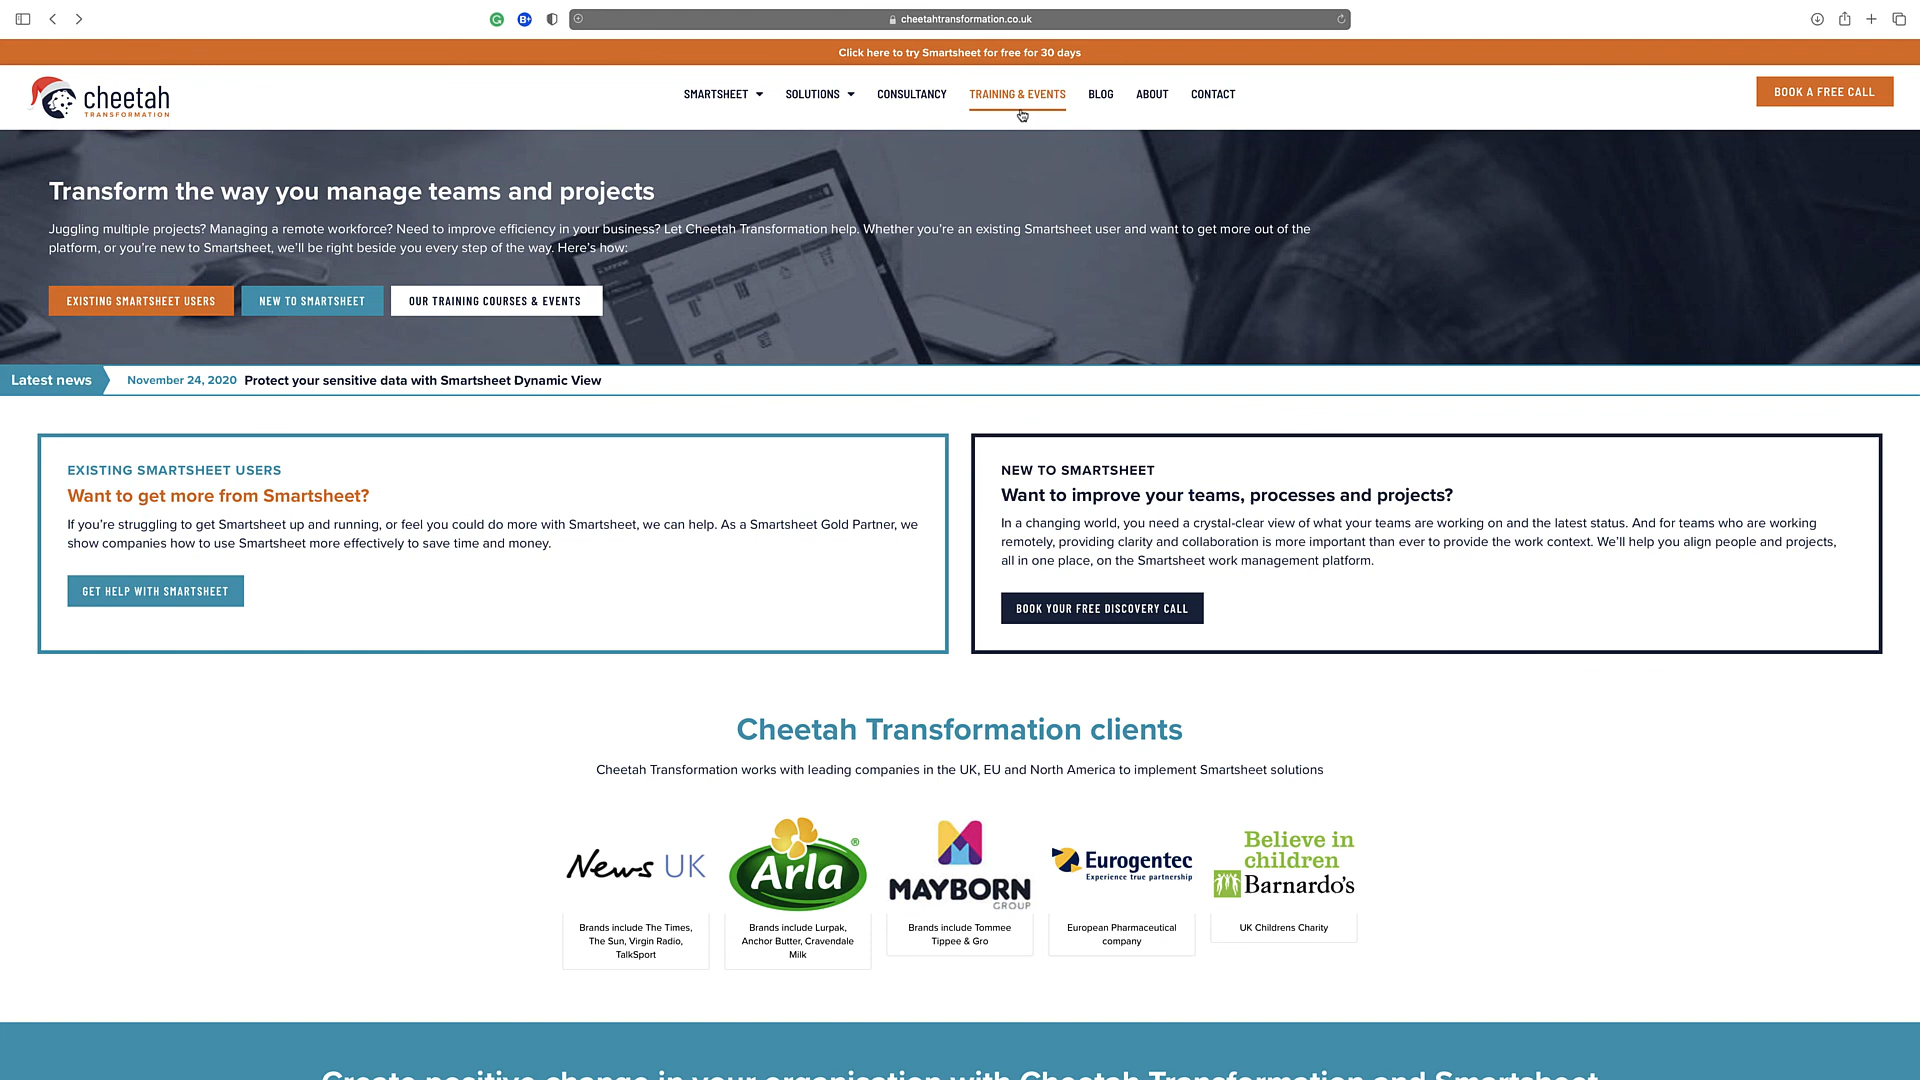 B+
cheetahtransformation.co.uk
Click here to try Smartsheet for free for 30 days
cheetah
TRANSFORMATION
SMARTSHEET
SOLUTIONS
CONSULTANCY
TRAINING & EVENTS
BLOG
ABOUT
CONTACT
BOOK A FREE CALL
Transform the way you manage teams and projects
Juggling multiple projects? Managing a remote workforce? Need to improve efficiency in your business? Let Cheetah Transformation help. Whether you're an existing Smartsheet user and want to get more out of the
platform, or you're new to Smartsheet, we'll be right beside you every step of the way. Here's how:
EXISTING SMARTSHEET USERS
NEW TO SMARTSHEET
OUR TRAINING COURSES & EVENTS
Latest news
November 24, 2020 Protect your sensitive data with Smartsheet Dynamic View
EXISTING SMARTSHEET USERS
Want to get more from Smartsheet?
If you're struggling to get Smartsheet up and running, or feel you could do more with Smartsheet, we can help. As a Smartsheet Gold Partner, we
show companies how to use Smartsheet more effectively to save time and money.
GET HELP WITH SMARTSHEET
NEW TO SMARTSHEET
Want to improve your teams, processes and projects?
In a changing world, you need a crystal-clear view of what your teams are working on and the latest status. And for teams who are working
remotely, providing clarity and collaboration is more important than ever to provide the work context. We'll help you align people and projects,
all in one place, on the Smartsheet work management platform.
BOOK YOUR FREE DISCOVERY CALL
Cheetah Transformation clients
Cheetah Transformation works with leading companies in the UK, EU and North America to implement Smartsheet solutions
News UK
Brands include The Times,
The Sun, Virgin Radio,
TalkSport
Arla®
Brands include Lurpak,
Anchor Butter, Cravendale
Milk
MAYBORN
GROUP
Brands include Tommee
Tippee & Gro
Eurogentec
Experience true partnership
European Pharmaceutical
company
Believe in
children
Barnardo's
UK Childrens Charity
Create positive change in your organisation with Cheetah Transformation and Smartsheet